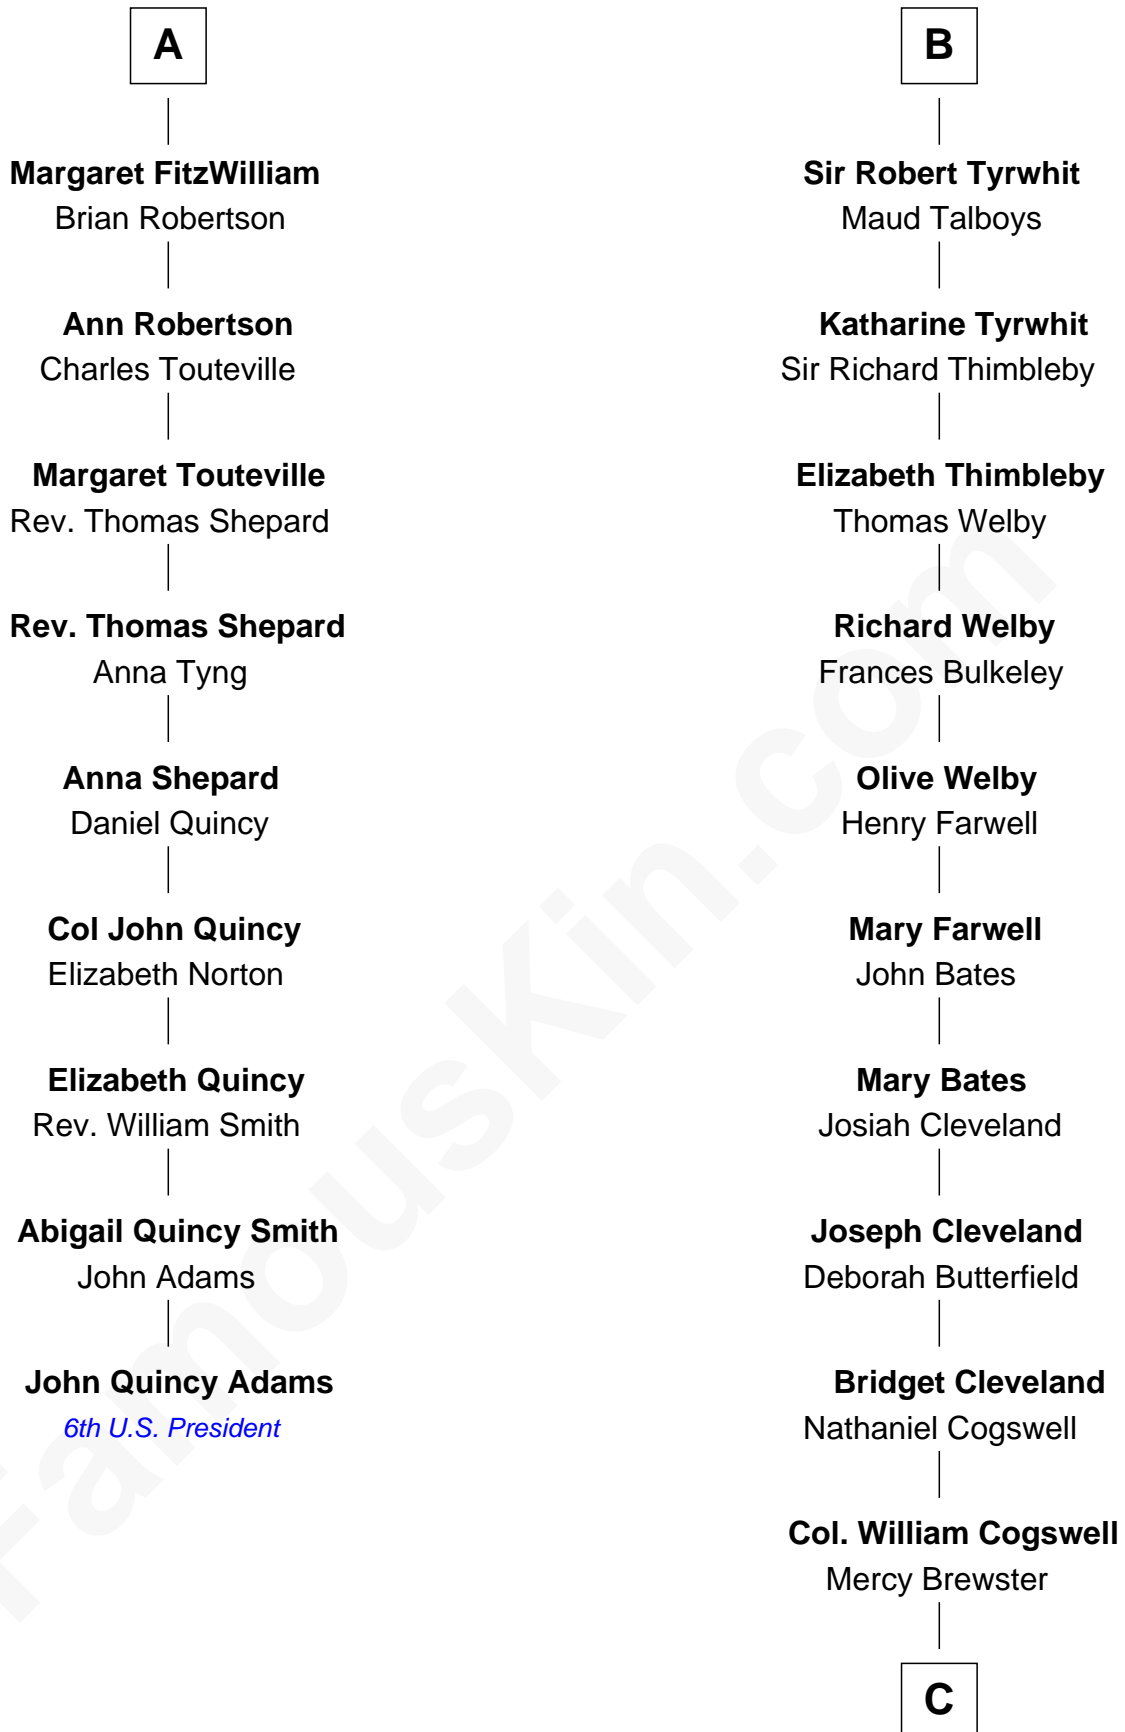 A
Margaret FitzWilliam
Brian Robertson
Ann Robertson
Charles Touteville
Margaret Touteville
Rev. Thomas Shepard
Rev. Thomas Shepard
Anna Tyng
Anna Shepard
Daniel Quincy
Col John Quincy
Elizabeth Norton
Elizabeth Quincy
Rev. William Smith
Abigail Quincy Smith
John Adams
John Quincy Adams
6th U.S. President
B
Sir Robert Tyrwhit
Maud Talboys
Katharine Tyrwhit
Sir Richard Thimbleby
Elizabeth Thimbleby
Thomas Welby
Richard Welby
Frances Bulkeley
Olive Welby
Henry Farwell
Mary Farwell
John Bates
Mary Bates
Josiah Cleveland
Joseph Cleveland
Deborah Butterfield
Bridget Cleveland
Nathaniel Cogswell
Col. William Cogswell
Mercy Brewster
C
FamousKin.com